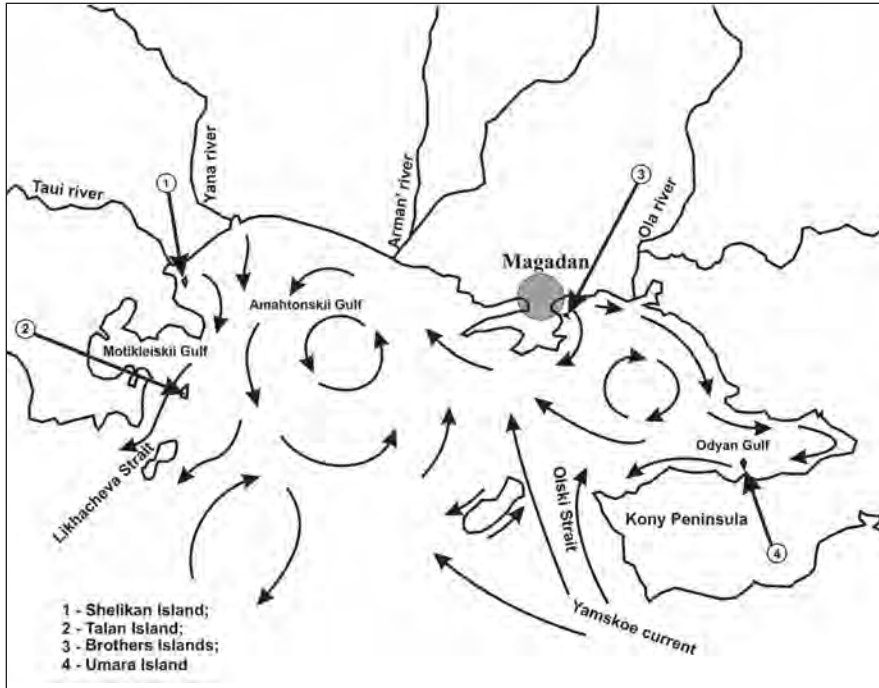 Yana river
Arman' river
Ola river
Taui river
1
3
Magadan
Amahtonskii Gulf
2
Motikleiskii Gulf
Odyan Gulf
Likhacheva Strait
Olski Strait
Kony Peninsula
4
Yamskoe current
1 - Shelikan Island;
2 - Talan Island;
3 - Brothers Islands;
4 - Umara Island